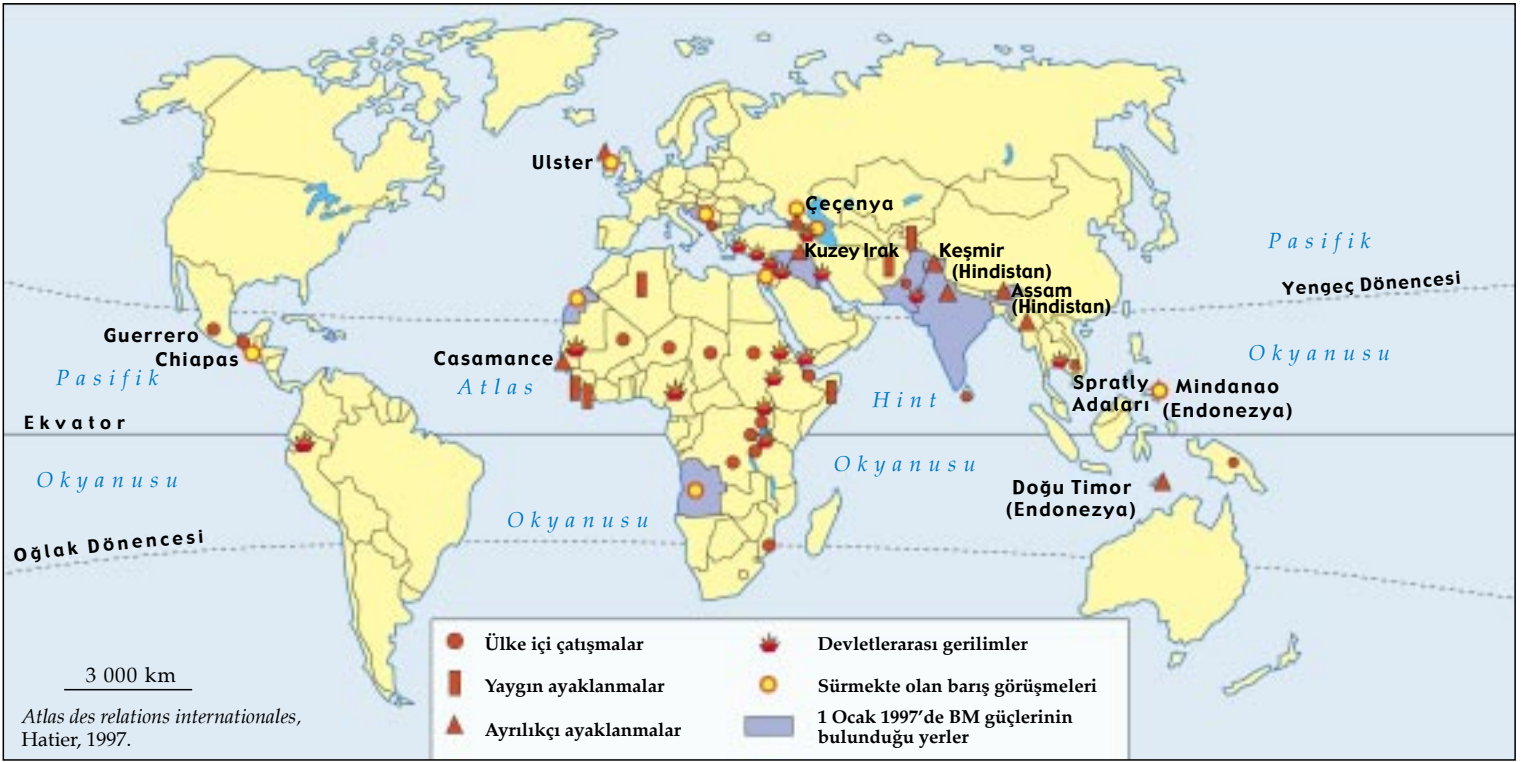 Ulster
Çeçenya
Kuzey Irak
Keşmir
(Hindistan)
Assam
(Hindistan)
Pasifik
Yengeç Dönencesi
Guerrero
Chiapas
Pasifik
Casamance
Atlas
Hint
Okyanusu
Spratly
Adaları
Mindanao
(Endonezya)
Ekvator
Okyanusu
Okyanusu
Okyanusu
Doğu Timor
(Endonezya)
Oğlak Dönencesi
3 000 km
Atlas des relations internationales,
Hatier, 1997.
Ülke içi çatışmalar
Yaygın ayaklanmalar
Ayrılıkçı ayaklanmalar
Devletlerarası gerilimler
Sürmekte olan barış görüşmeleri
1 Ocak 1997’de BM güçlerinin
bulunduğu yerler